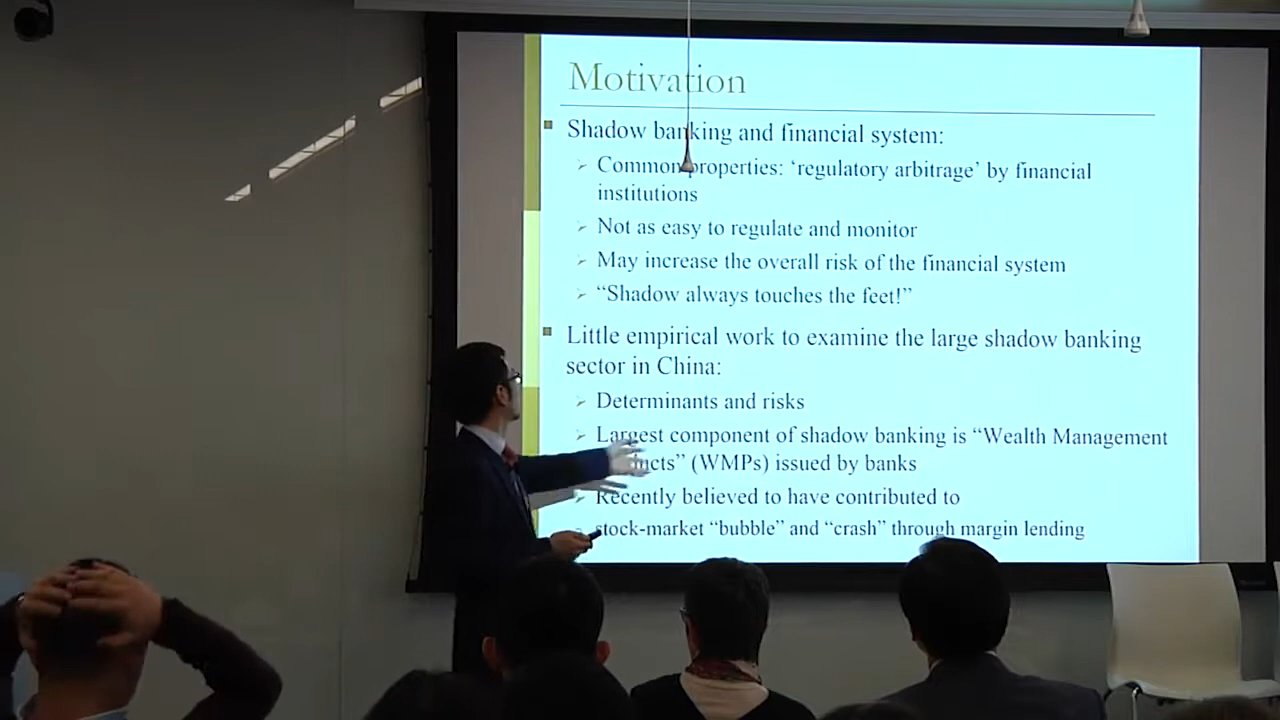 Motivation
Shadow banking and financial system:
Common properties: ‘regulatory arbitrage’ by financial
institutions
Not as easy to regulate and monitor
May increase the overall risk of the financial system
“Shadow always touches the feet!”
Little empirical work to examine the large shadow banking
sector in China:
Determinants and risks
Largest component of shadow banking is “Wealth Management
(WMPs) issued by banks
Recently believed to have contributed to
stock-market “bubble” and “crash” through margin lending